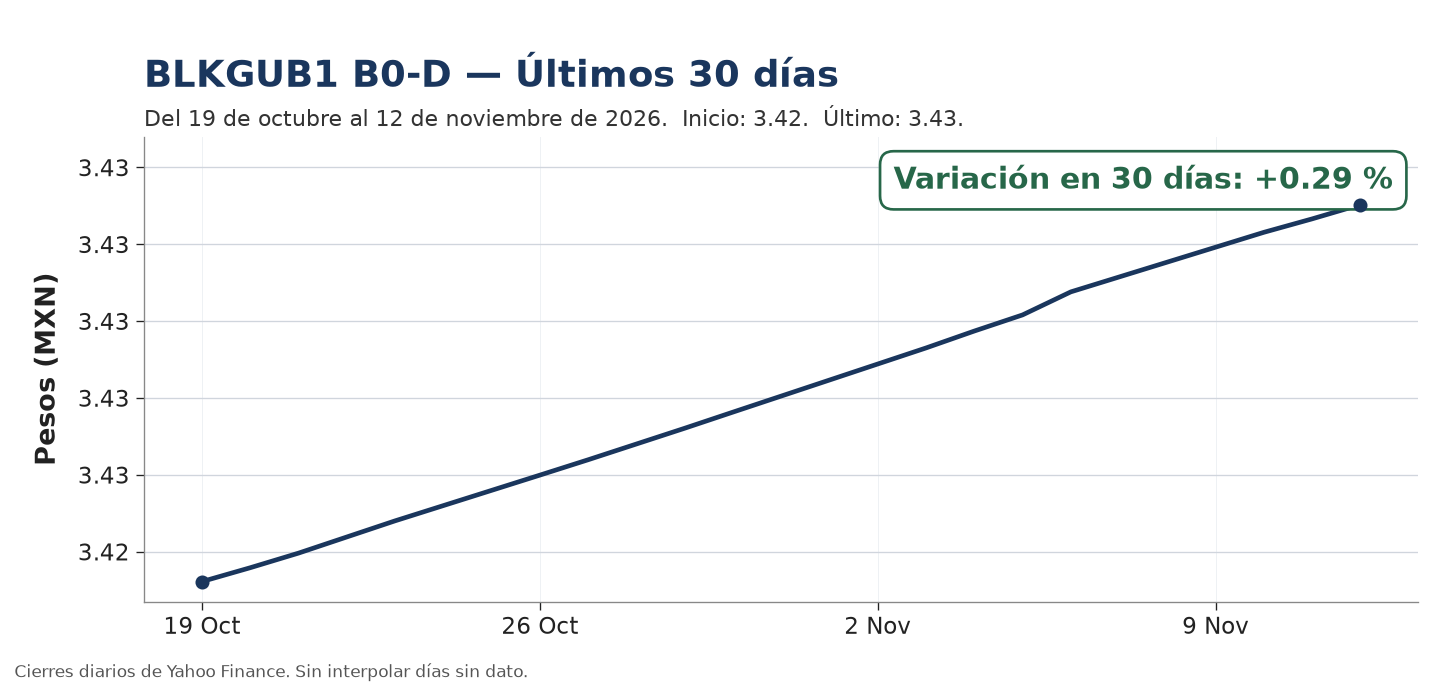 BLKGUB1 B0-D — Últimos 30 días
Del 19 de octubre al 12 de noviembre de 2026.  Inicio: 3.42.  Último: 3.43.
Variación en 30 días: +0.29 %
Pesos (MXN)
3.43
3.43
3.43
3.43
3.43
3.42
19 Oct
26 Oct
2 Nov
9 Nov
Cierres diarios de Yahoo Finance. Sin interpolar días sin dato.